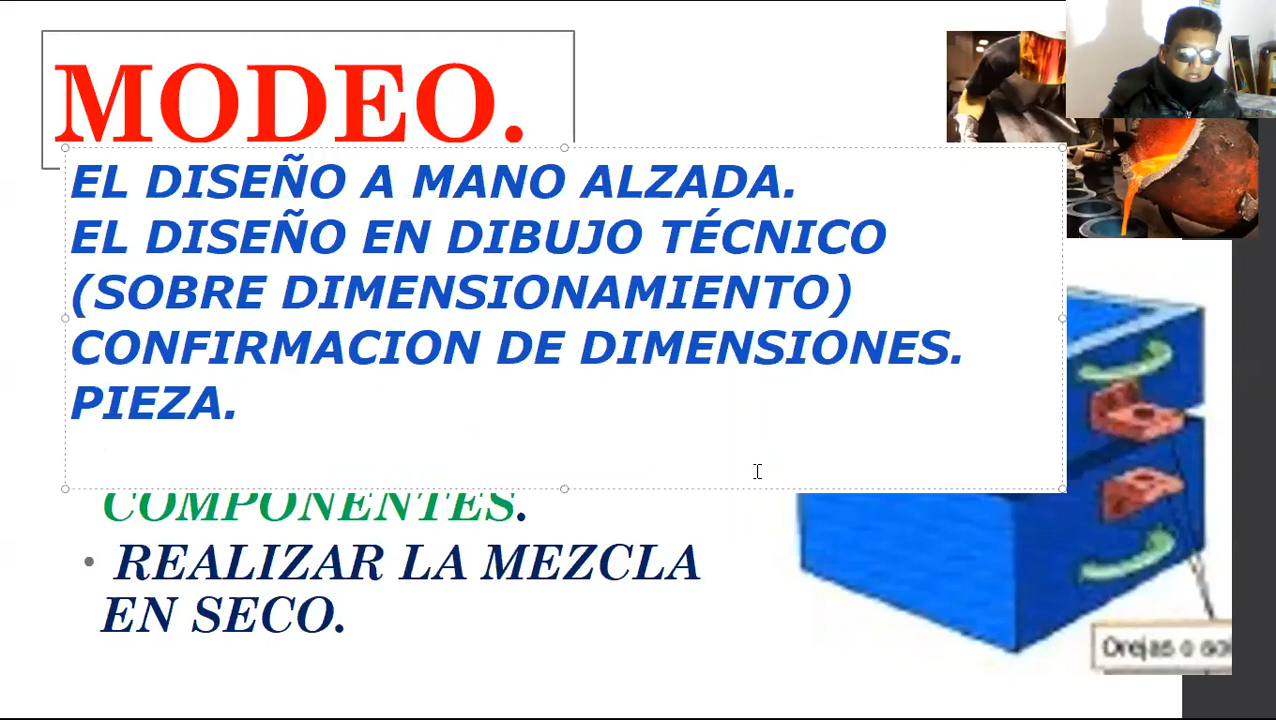 MODEO.
EL DISEÑO A MANO ALZADA.
EL DISEÑO EN DIBUJO TÉCNICO
(SOBRE DIMENSIONAMIENTO)
CONFIRMACION DE DIMENSIONES.
PIEZA.
COMPONENTES.
• REALIZAR LA MEZCLA
EN SECO.
Orejas o